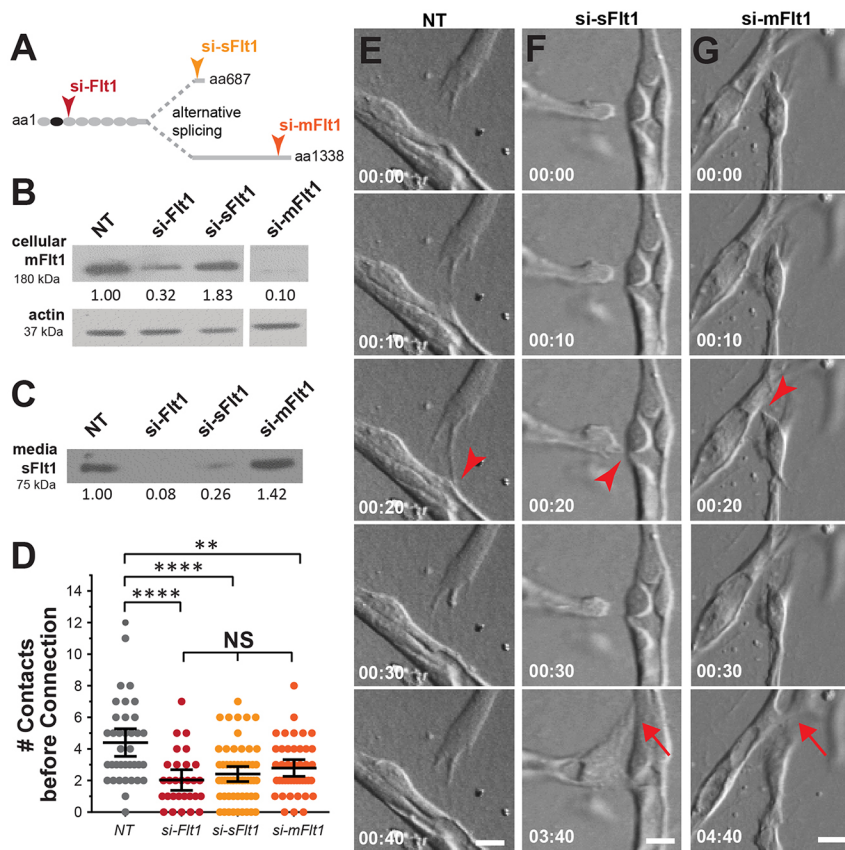 A
si-sFlt1
si-Flt1
aa687
aa1
alternative
splicing
si-mFlt1
aa1338
B
NT si-Flt1 si-sFlt1 si-mFlt1
cellular
mFlt1
180 kDa
1.00 0.32 1.83 0.10
actin
37 kDa
C
NT si-Flt1 si-sFlt1 si-mFlt1
media
sFlt1
75 kDa
1.00 0.08 0.26 1.42
D
**
****
****
NS
# Contacts
before Connection
14
12
10
8
6
4
2
0
NT si-Flt1 si-sFlt1 si-mFlt1
NT si-sFlt1 si-mFlt1
E F G
00:00 00:00 00:00
00:10 00:10 00:10
00:20 00:20 00:20
00:30 00:30 00:30
00:40 03:40 04:40